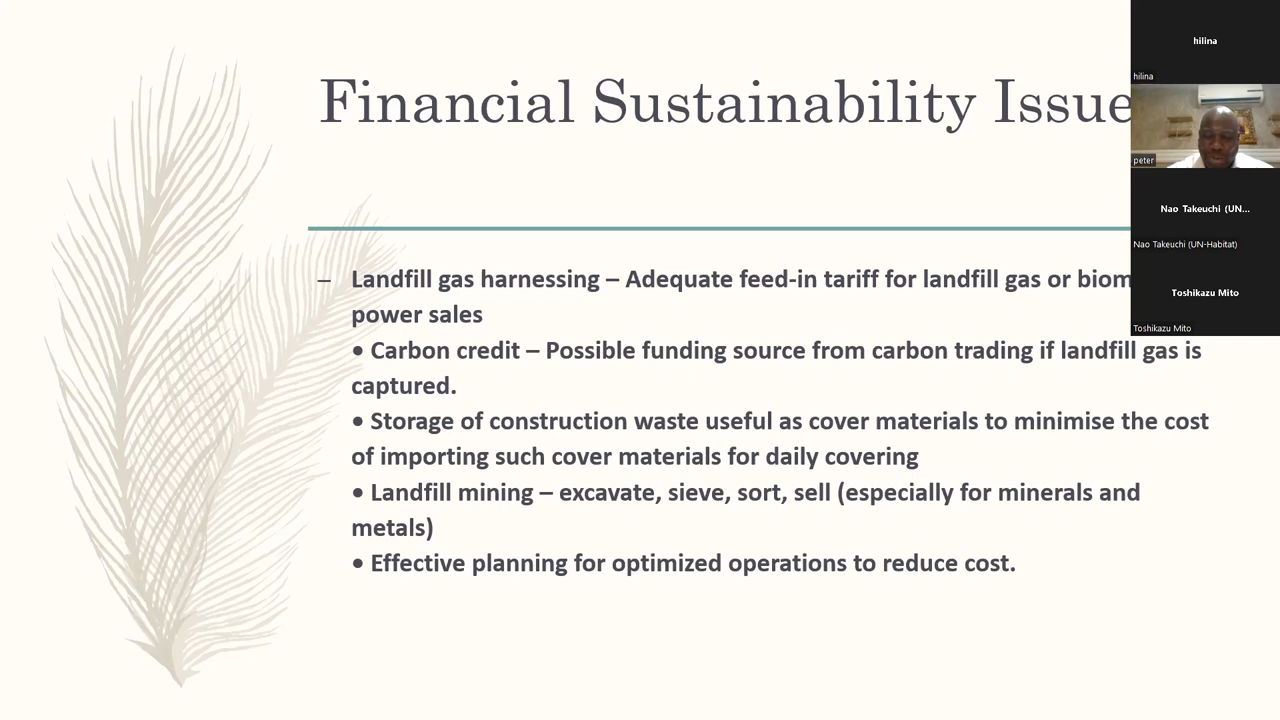 Financial Sustainability Issue
– Landfill gas harnessing – Adequate feed-in tariff for landfill gas or biom
power sales
• Carbon credit – Possible funding source from carbon trading if landfill gas is
captured.
• Storage of construction waste useful as cover materials to minimise the cost
of importing such cover materials for daily covering
• Landfill mining – excavate, sieve, sort, sell (especially for minerals and
metals)
• Effective planning for optimized operations to reduce cost.
hilina
hilina
peter
Nao Takeuchi (UN...
Nao Takeuchi (UN-Habitat)
Toshikazu Mito
Toshikazu Mito